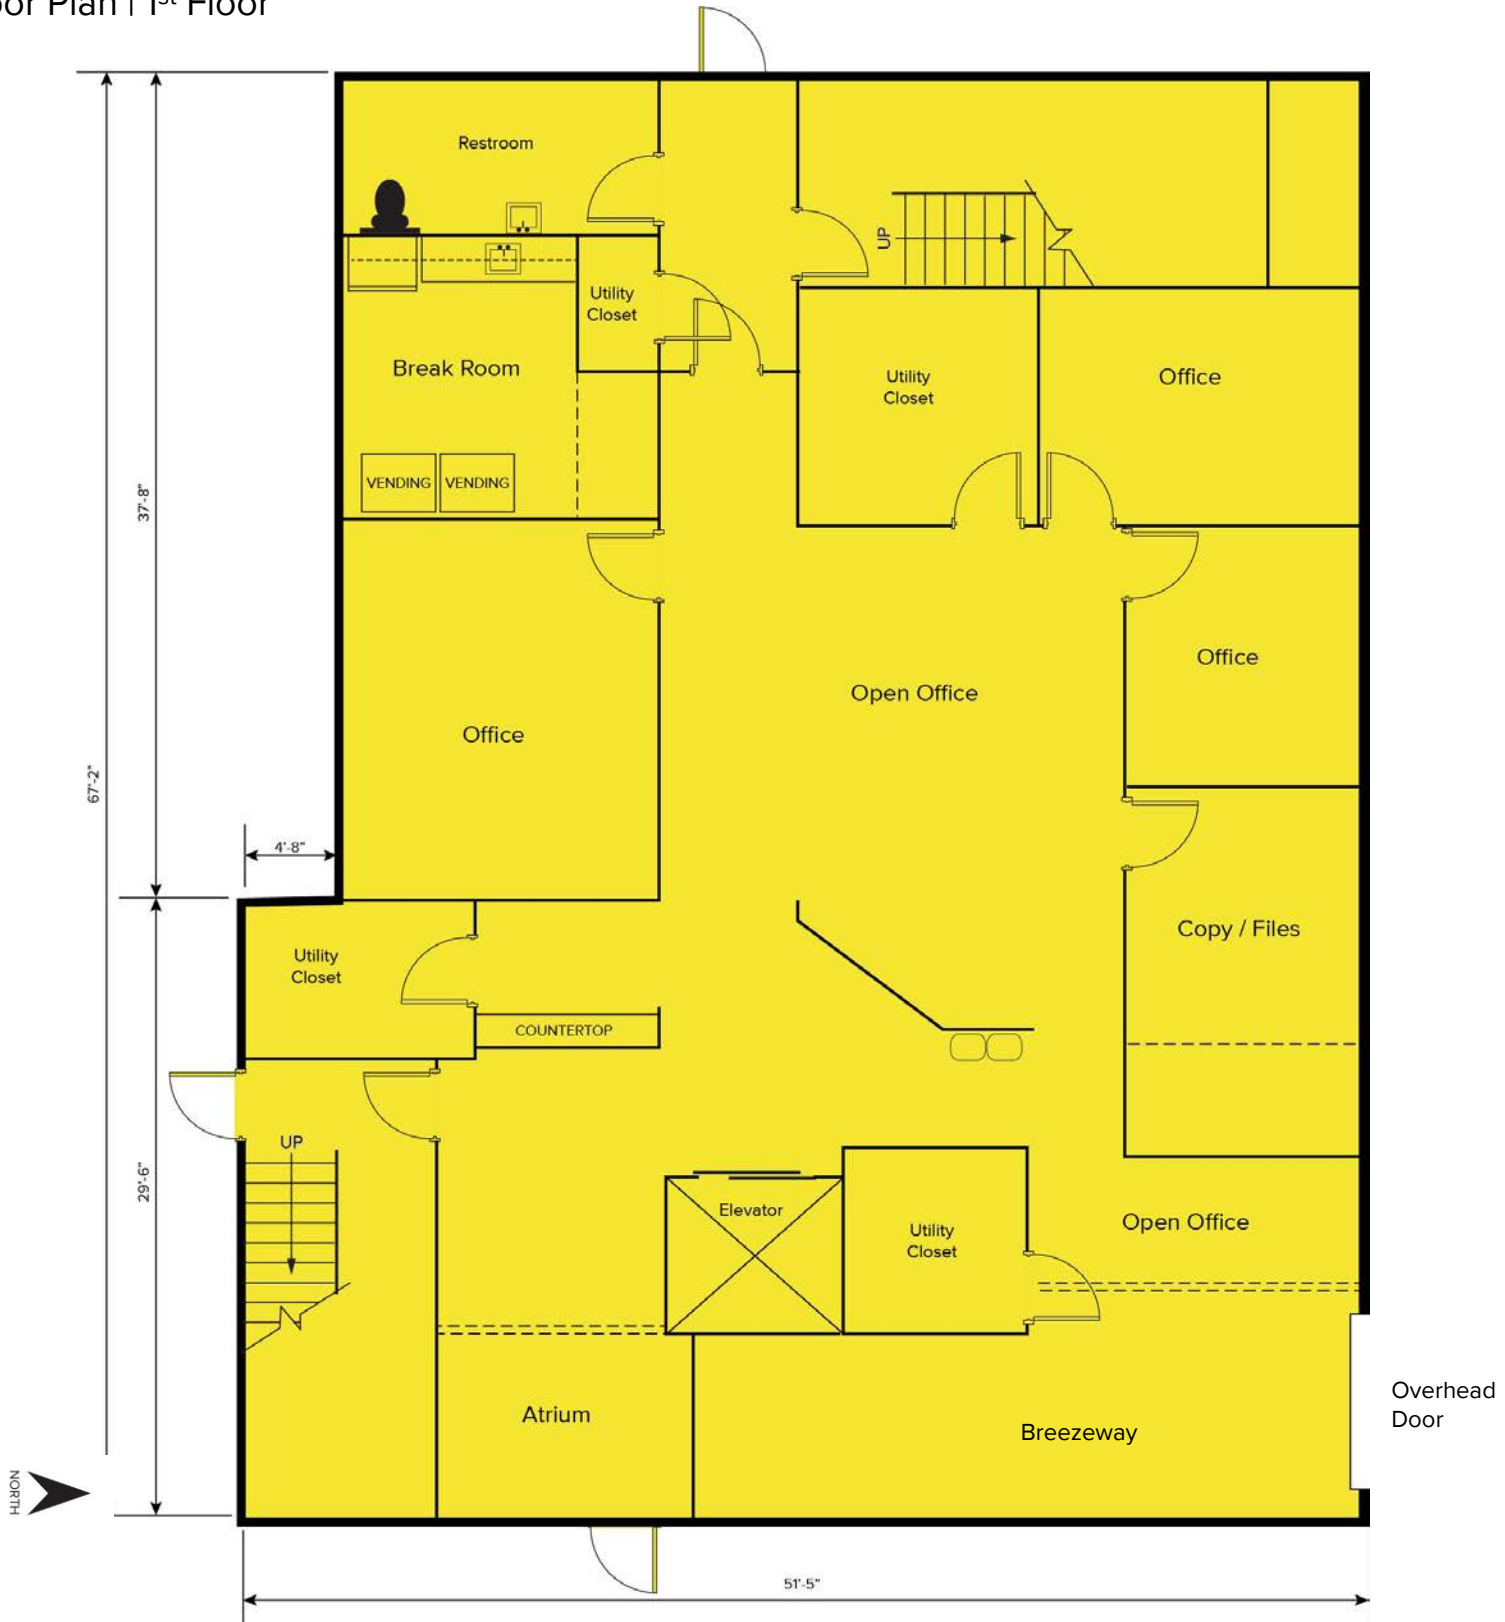 oor Plan | 1st Floor
Restroom
UP
Utility
Closet
Break Room
Utility
Closet
Office
VENDING VENDING
37'-8"
Office
Open Office
Office
67'-2"
4'-8"
Copy / Files
Utility
Closet
COUNTERTOP
UP
29'-6"
Elevator
Utility
Closet
Open Office
Overhead
Door
Atrium
Breezeway
NORTH
51'-5"